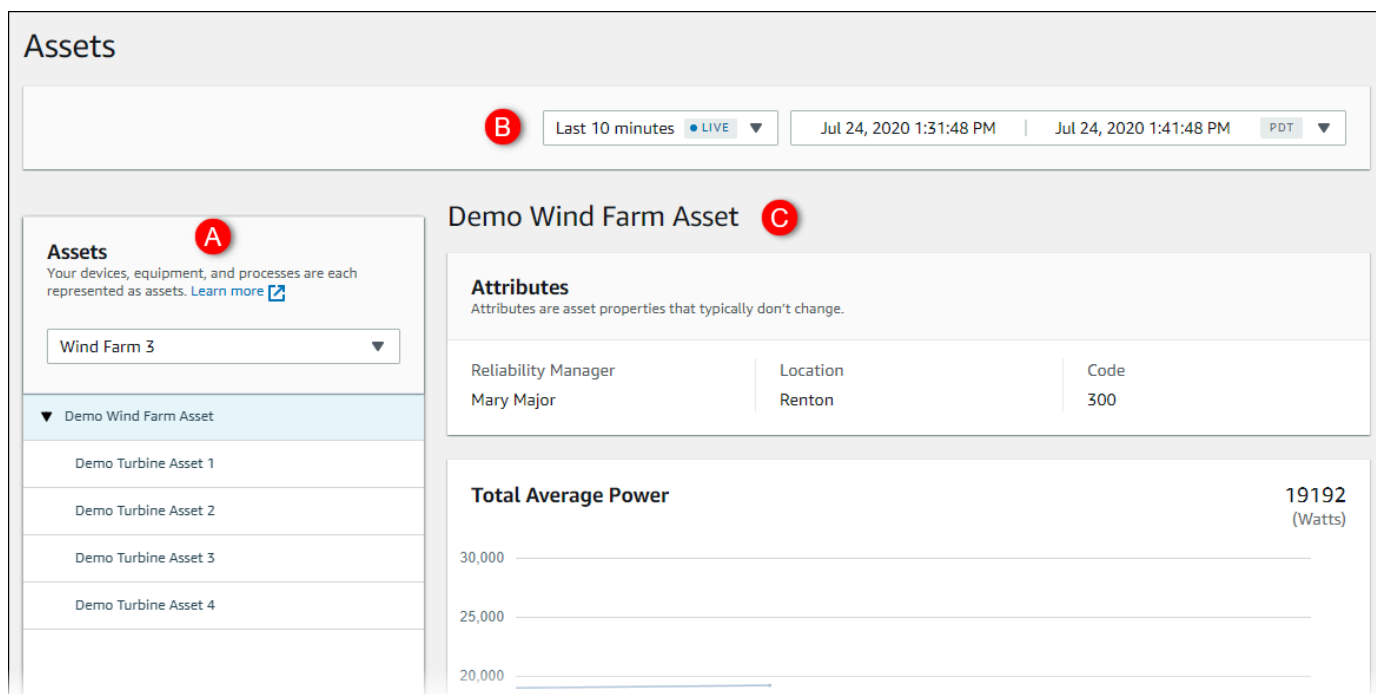 Assets
B
Last 10 minutes LIVE
Jul 24, 2020 1:31:48 PM | Jul 24, 2020 1:41:48 PM PDT
A
Assets
Your devices, equipment, and processes are each
represented as assets. Learn more
Wind Farm 3
Demo Wind Farm Asset
Demo Turbine Asset 1
Demo Turbine Asset 2
Demo Turbine Asset 3
Demo Turbine Asset 4
Demo Wind Farm Asset C
Attributes
Attributes are asset properties that typically don't change.
Reliability Manager
Mary Major
Location
Renton
Code
300
Total Average Power
19192
(Watts)
30,000
25,000
20,000